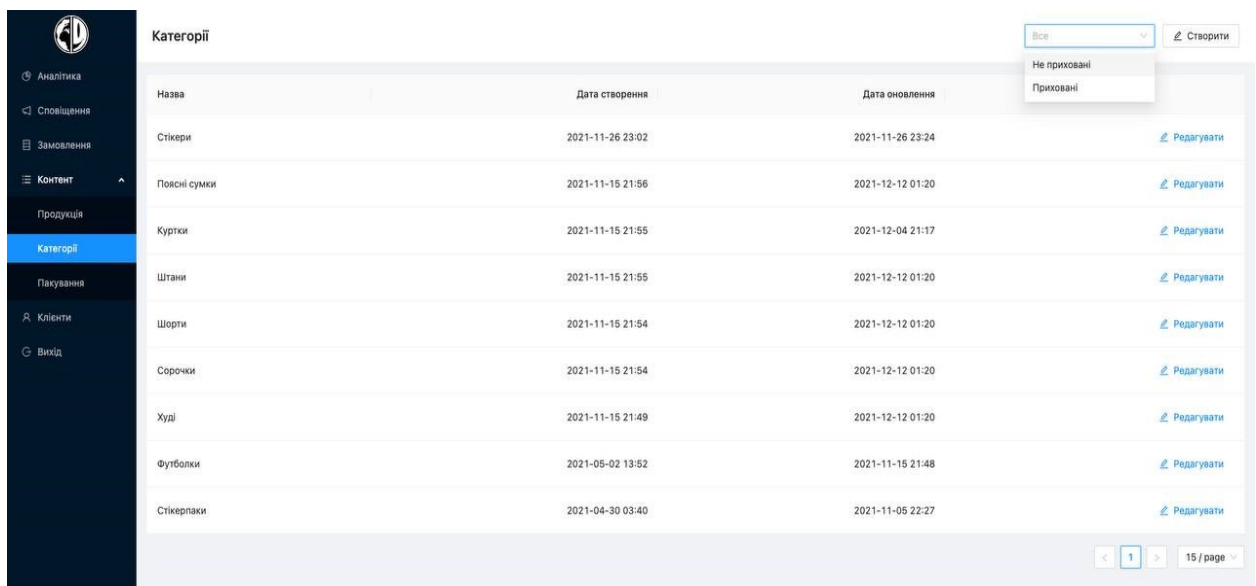 Категорії
Все
Створити
Не приховані
Приховані
Аналітика
Сповіщення
Замовлення
Контент
Продукція
Категорії
Пакування
Клієнти
Вихід
Назва Дата створення Дата оновлення
Стікери 2021-11-26 23:02 2021-11-26 23:24 Редагувати
Поясні сумки 2021-11-15 21:56 2021-12-12 01:20 Редагувати
Куртки 2021-11-15 21:55 2021-12-04 21:17 Редагувати
Штани 2021-11-15 21:55 2021-12-12 01:20 Редагувати
Шорти 2021-11-15 21:54 2021-12-12 01:20 Редагувати
Сорочки 2021-11-15 21:54 2021-12-12 01:20 Редагувати
Худі 2021-11-15 21:49 2021-12-12 01:20 Редагувати
Футболки 2021-05-02 13:52 2021-11-15 21:48 Редагувати
Стікерпаки 2021-04-30 03:40 2021-11-05 22:27 Редагувати
< 1 > 15 / page